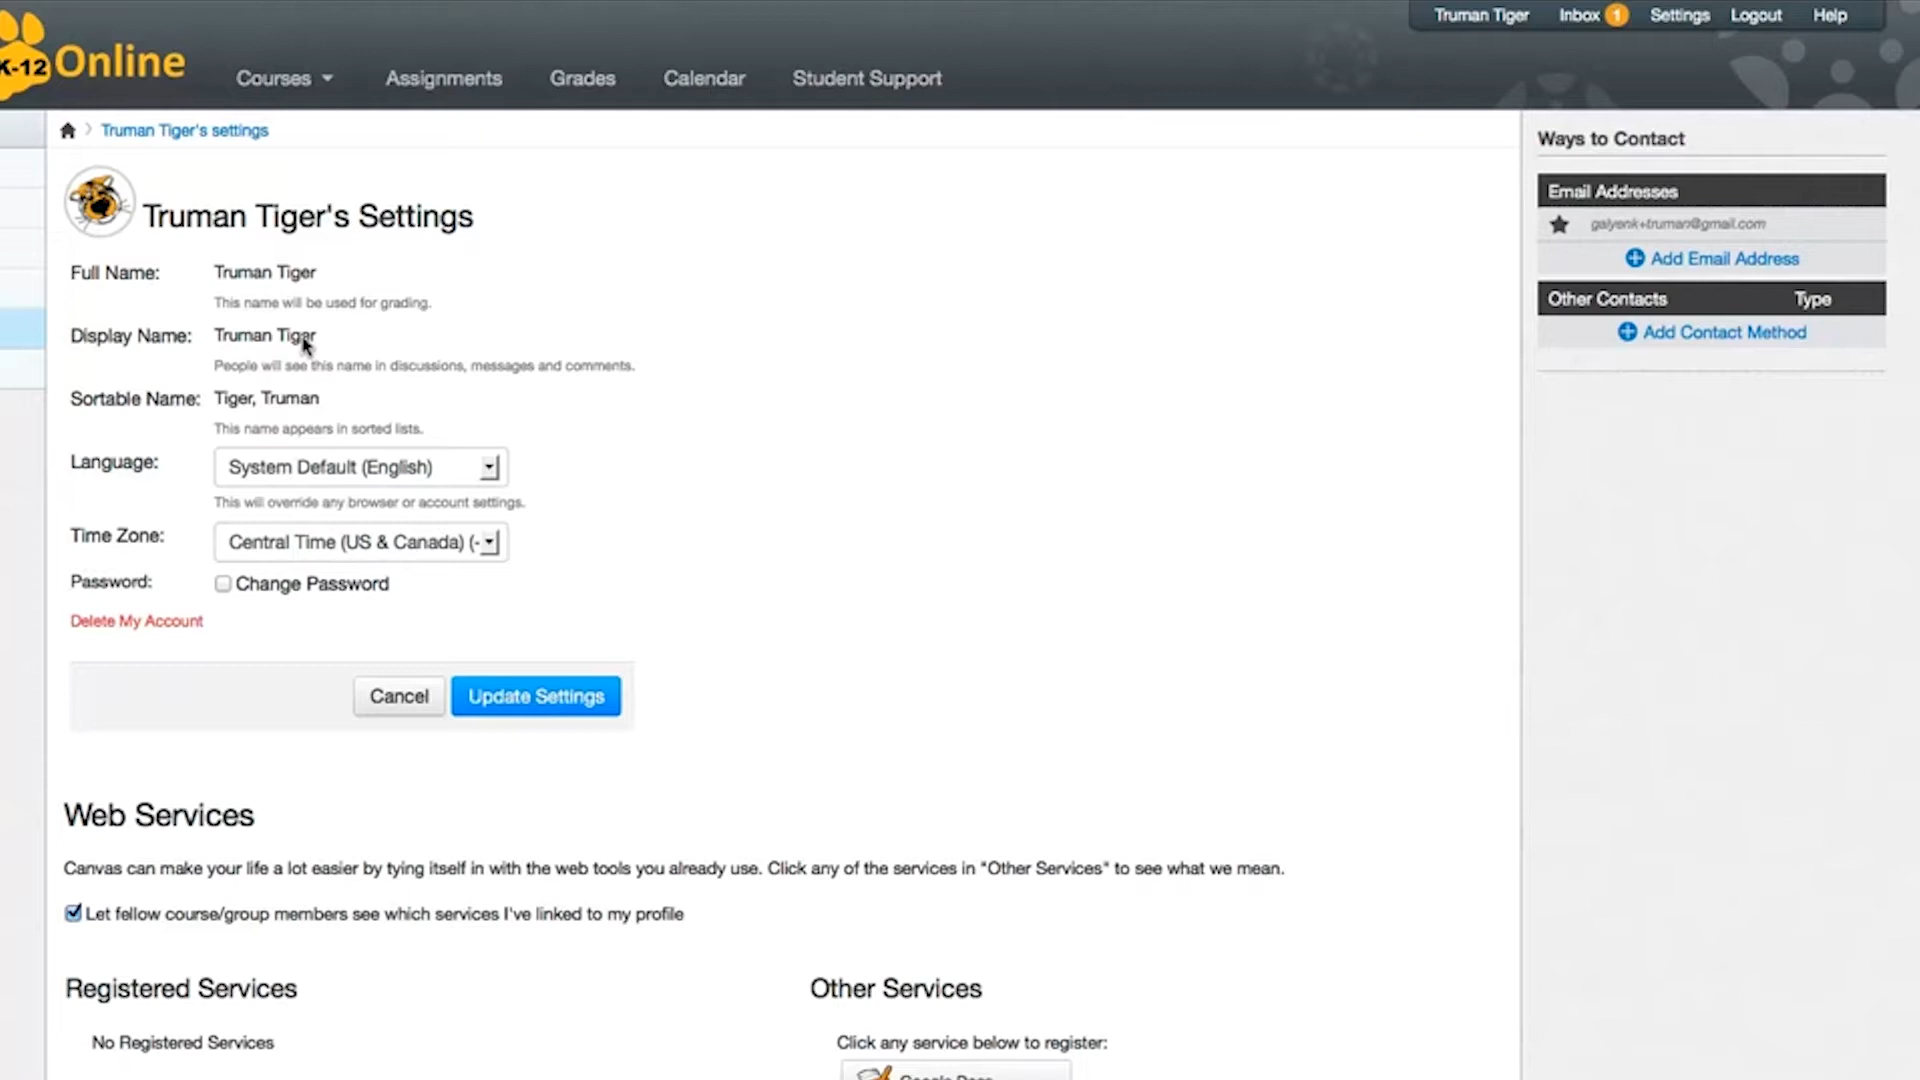 Truman Tiger Inbox 1 Settings Logout Help
K-12 Online
Courses Assignments Grades Calendar Student Support
Truman Tiger's settings
Truman Tiger's Settings
Full Name: Truman Tiger
This name will be used for grading.
Display Name: Truman Tiger
People will see this name in discussions, messages and comments.
Sortable Name: Tiger, Truman
This name appears in sorted lists.
Language: System Default (English)
This will override any browser or account settings.
Time Zone: Central Time (US & Canada) (-
Password: Change Password
Delete My Account
Cancel Update Settings
Web Services
Canvas can make your life a lot easier by tying itself in with the web tools you already use. Click any of the services in "Other Services" to see what we mean.
Let fellow course/group members see which services I've linked to my profile
Registered Services
No Registered Services
Other Services
Click any service below to register:
Google Docs
Ways to Contact
Email Addresses
galyenk+truman@gmail.com
Add Email Address
Other Contacts Type
Add Contact Method